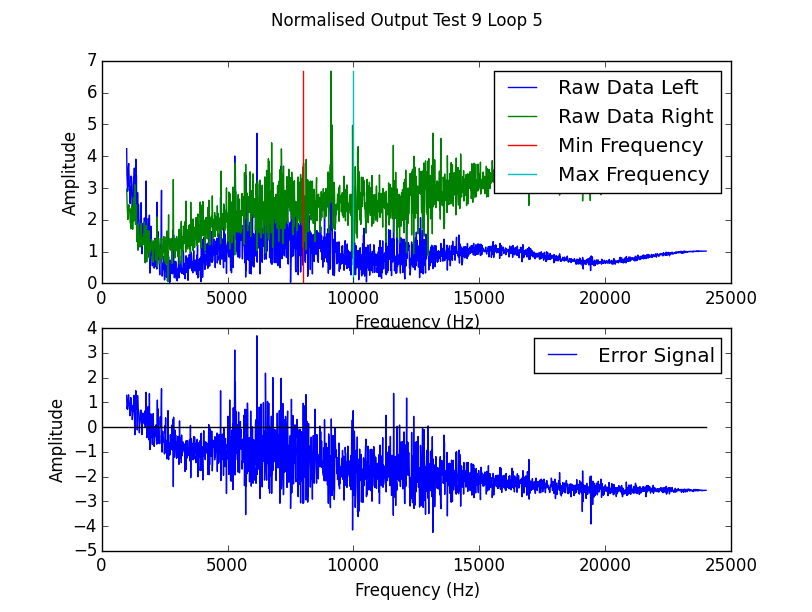 Normalised Output Test 9 Loop 5
7
6
5
4
3
2
1
0
Amplitude
Raw Data Left
Raw Data Right
Min Frequency
Max Frequency
0 5000 10000 15000 20000 25000
Frequency (Hz)
4
3
2
1
0
−1
−2
−3
−4
−5
Amplitude
Error Signal
0 5000 10000 15000 20000 25000
Frequency (Hz)